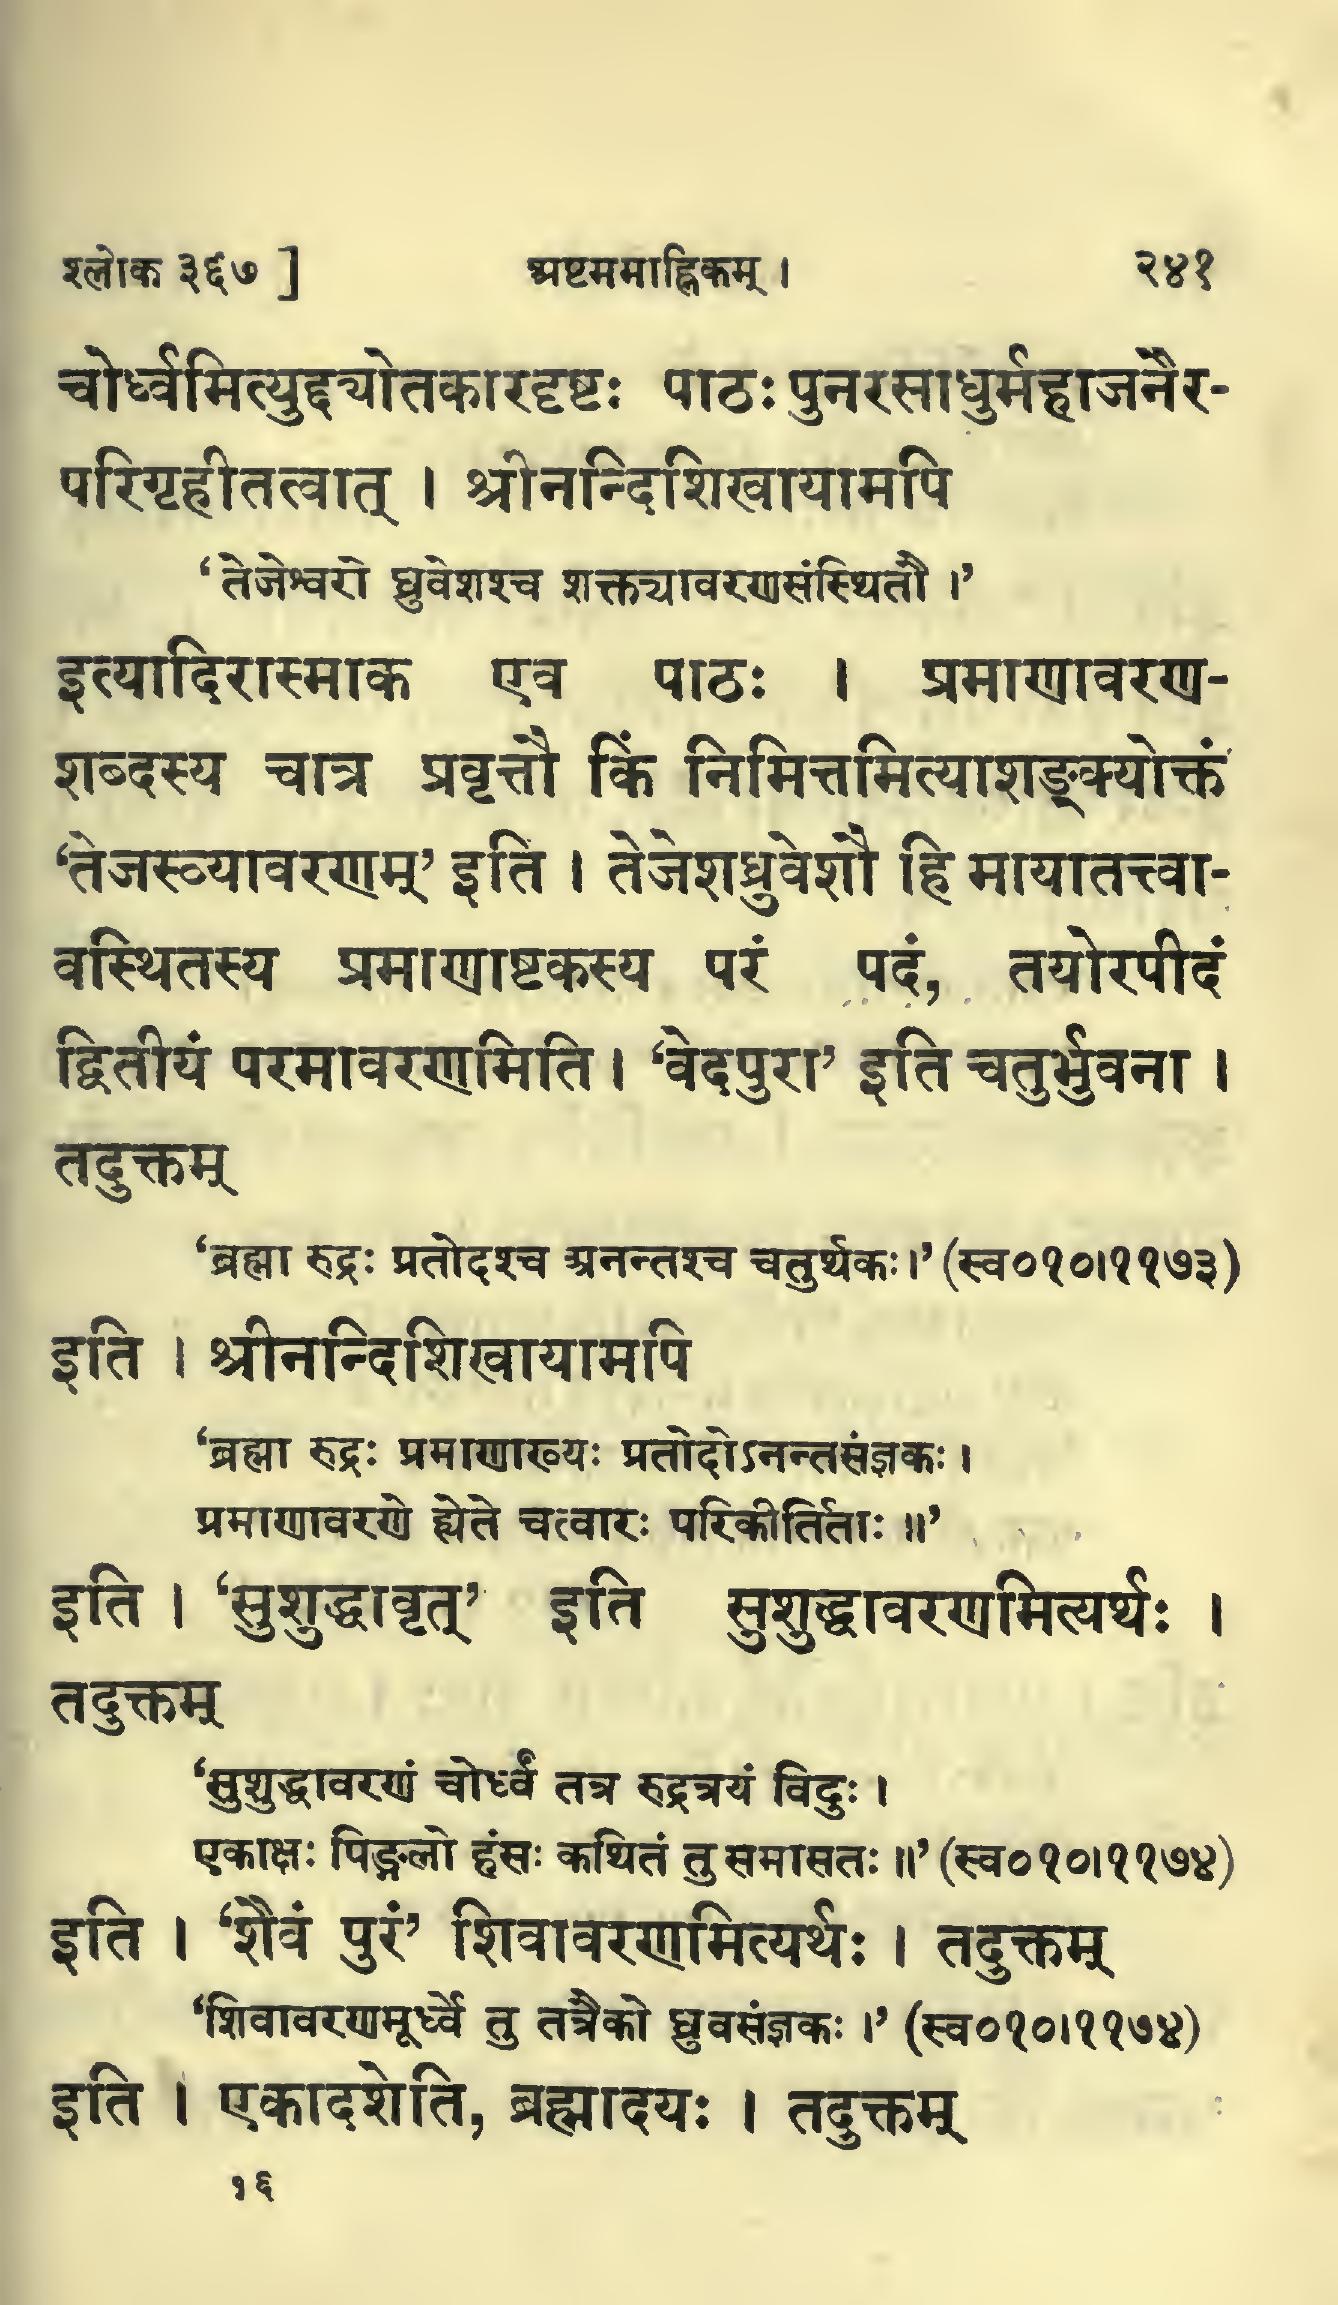 श्लोक ३६७ ] अष्टममाह्निकम् । २४१
चोर्ध्वमित्युद्द्योतकारदृष्टः पाठः पुनरसाधुर्महाजनैर-
परिगृहीतत्वात् । श्रीनन्दिशिखायामपि
‘तेजेश्वरो ध्रुवेशश्च शक्त्यावरणसंस्थितौ ।’
इत्यादिरास्माक एव पाठः । प्रमाणावरण-
शब्दस्य चात्र प्रवृत्तौ किं निमित्तमित्याशङ्क्योक्तं
‘तेजस्व्यावरणम्’ इति । तेजेशध्रुवेशौ हि मायातत्त्वा-
वस्थितस्य प्रमाणाष्टकस्य परं पदं, तयोरपीदं
द्वितीयं परमावरणमिति । ‘वेदपुरा’ इति चतुर्भुवना ।
तदुक्तम्
‘ब्रह्मा रुद्रः प्रतोदश्च अनन्तश्च चतुर्थकः ।’ (स्व०१०।११७३)
इति । श्रीनन्दिशिखायामपि
‘ब्रह्मा रुद्रः प्रमाणाख्यः प्रतोदोऽनन्तसंज्ञकः ।
प्रमाणावरणे ह्येते चत्वारः परिकीर्तिताः ॥’
इति । ‘सुशुद्धावृत्’ इति सुशुद्धावरणमित्यर्थः ।
तदुक्तम्
‘सुशुद्धावरणं चोर्ध्वं तत्र रुद्रत्रयं विदुः ।
एकाक्षः पिङ्गलो हंसः कथितं तु समासतः ॥’ (स्व०१०।११७४)
इति । ‘शैवं पुरं’ शिवावरणमित्यर्थः । तदुक्तम्
‘शिवावरणमूर्ध्वे तु तत्रैको ध्रुवसंज्ञकः ।’ (स्व०१०।११७४)
इति । एकादशेति, ब्रह्मादयः । तदुक्तम्
१६